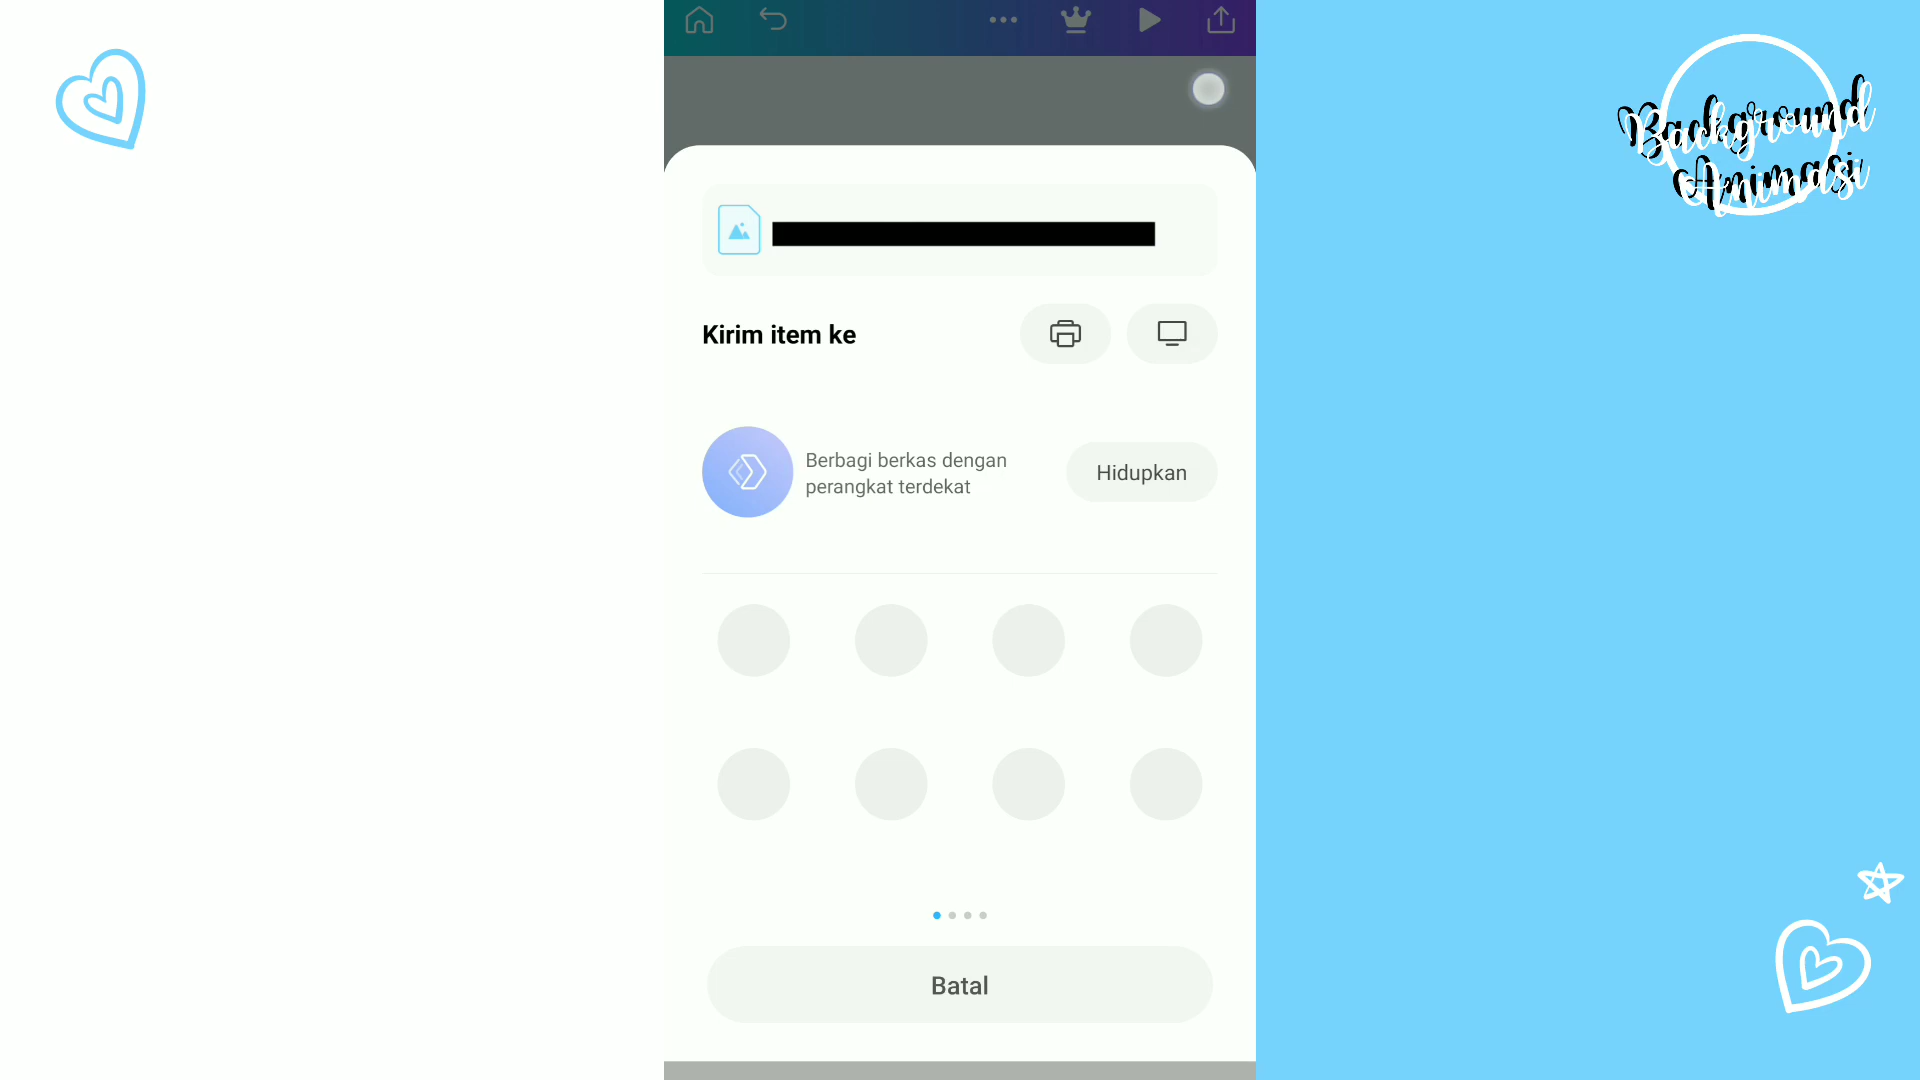 Background
Animasi
Kirim item ke
Berbagi berkas dengan
perangkat terdekat
Hidupkan
Batal